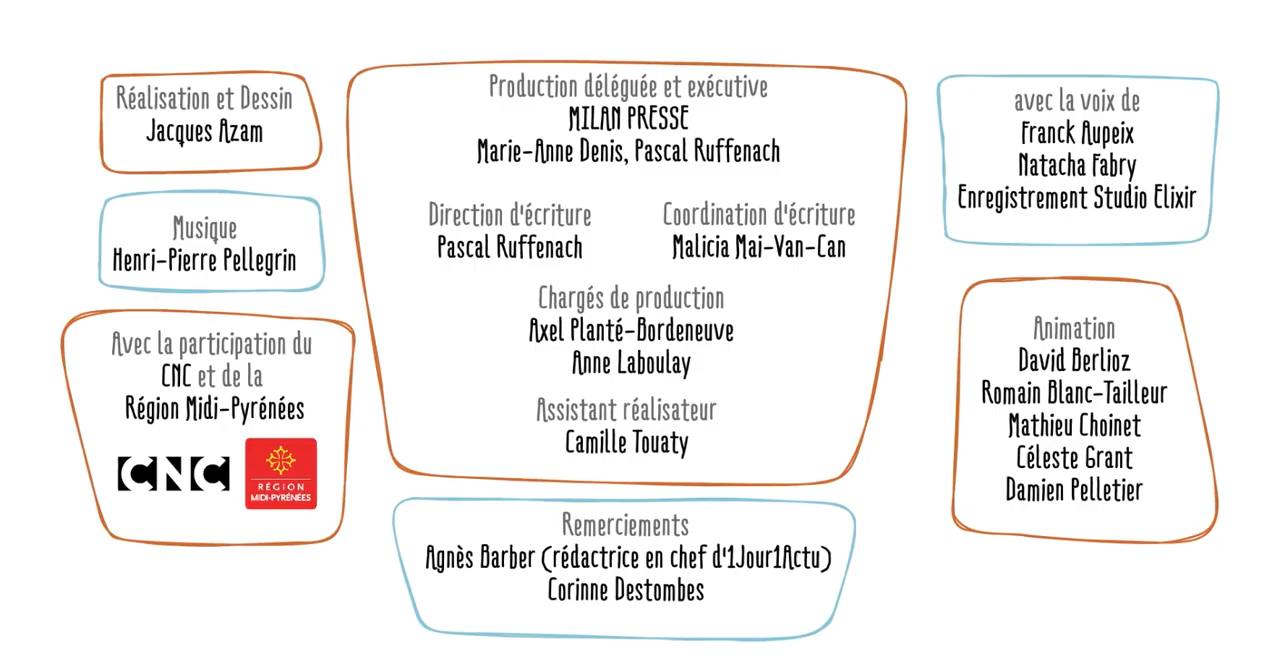 Réalisation et Dessin
Jacques Azam
Musique
Henri-Pierre Pellegrin
Avec la participation du
CNC et de la
Région Midi-Pyrénées
CNC
RÉGION
MIDI-PYRÉNÉES
Production déléguée et exécutive
MILAN PRESSE
Marie-Anne Denis, Pascal Ruffenach
Direction d'écriture
Pascal Ruffenach
Coordination d'écriture
Malicia Mai-Van-Can
Chargés de production
Axel Planté-Bordeneuve
Anne Laboulay
Assistant réalisateur
Camille Touaty
Remerciements
Agnès Barber (rédactrice en chef d'1Jour1Actu)
Corinne Destombes
avec la voix de
Franck Aupeix
Natacha Fabry
Enregistrement Studio Elixir
Animation
David Berlioz
Romain Blanc-Tailleur
Mathieu Choinet
Céleste Grant
Damien Pelletier